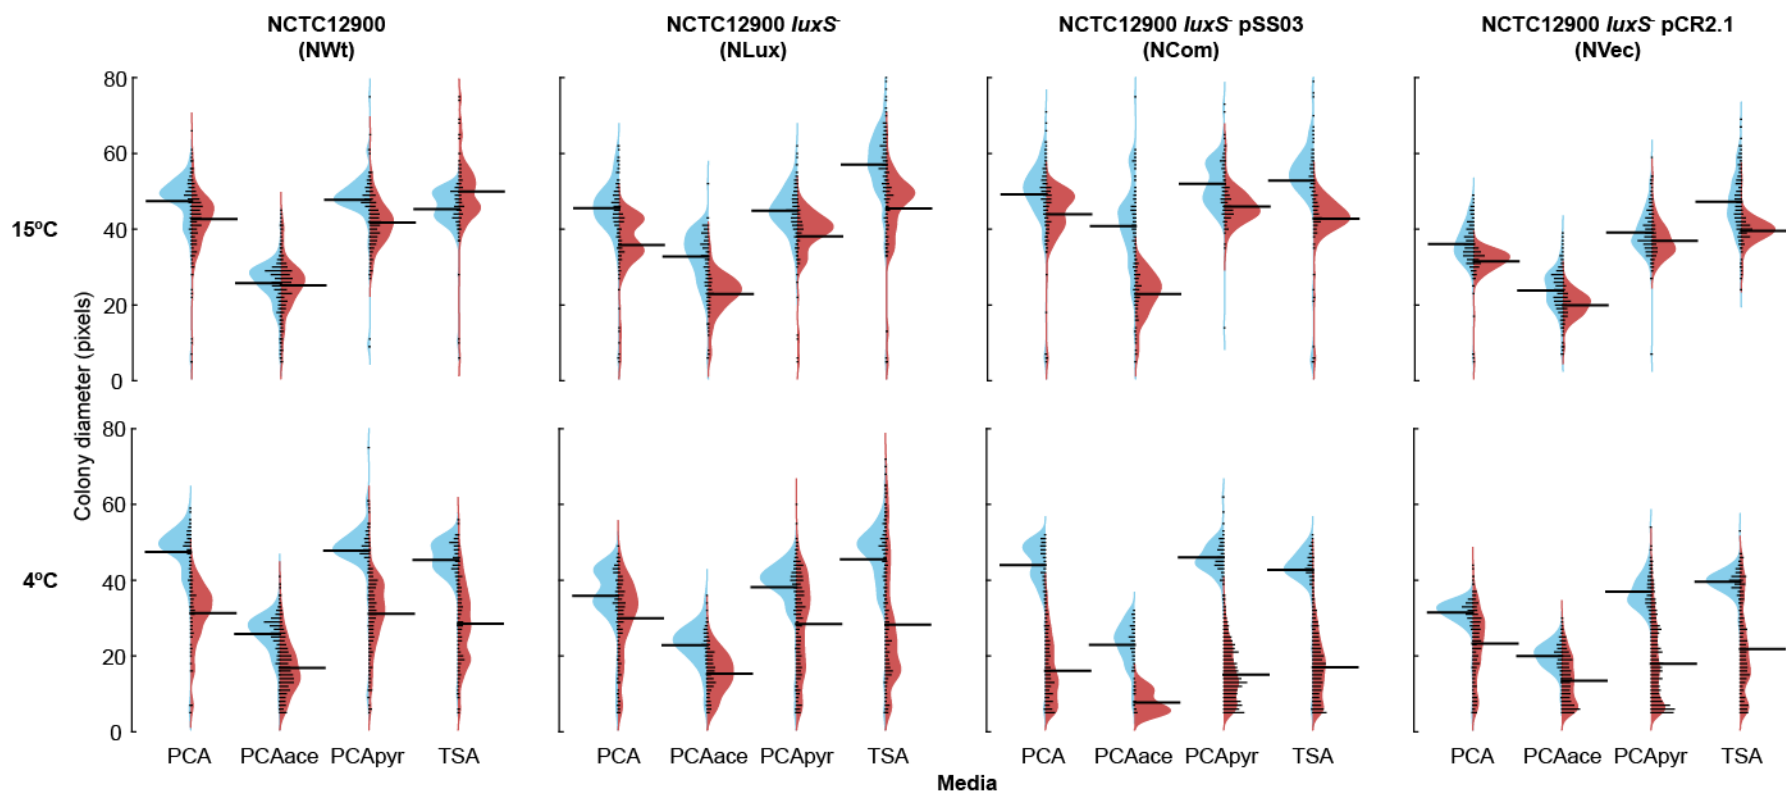 NCTC12900
(NWt)
NCTC12900 luxS-
(NLux)
NCTC12900 luxS- pSS03
(NCom)
NCTC12900 luxS- pCR2.1
(NVec)
Colony diameter (pixels)
15ºC
80
60
40
20
0
4ºC
80
60
40
20
0
PCA PCAace PCApyr TSA
PCA PCAace PCApyr TSA
PCA PCAace PCApyr TSA
PCA PCAace PCApyr TSA
Media